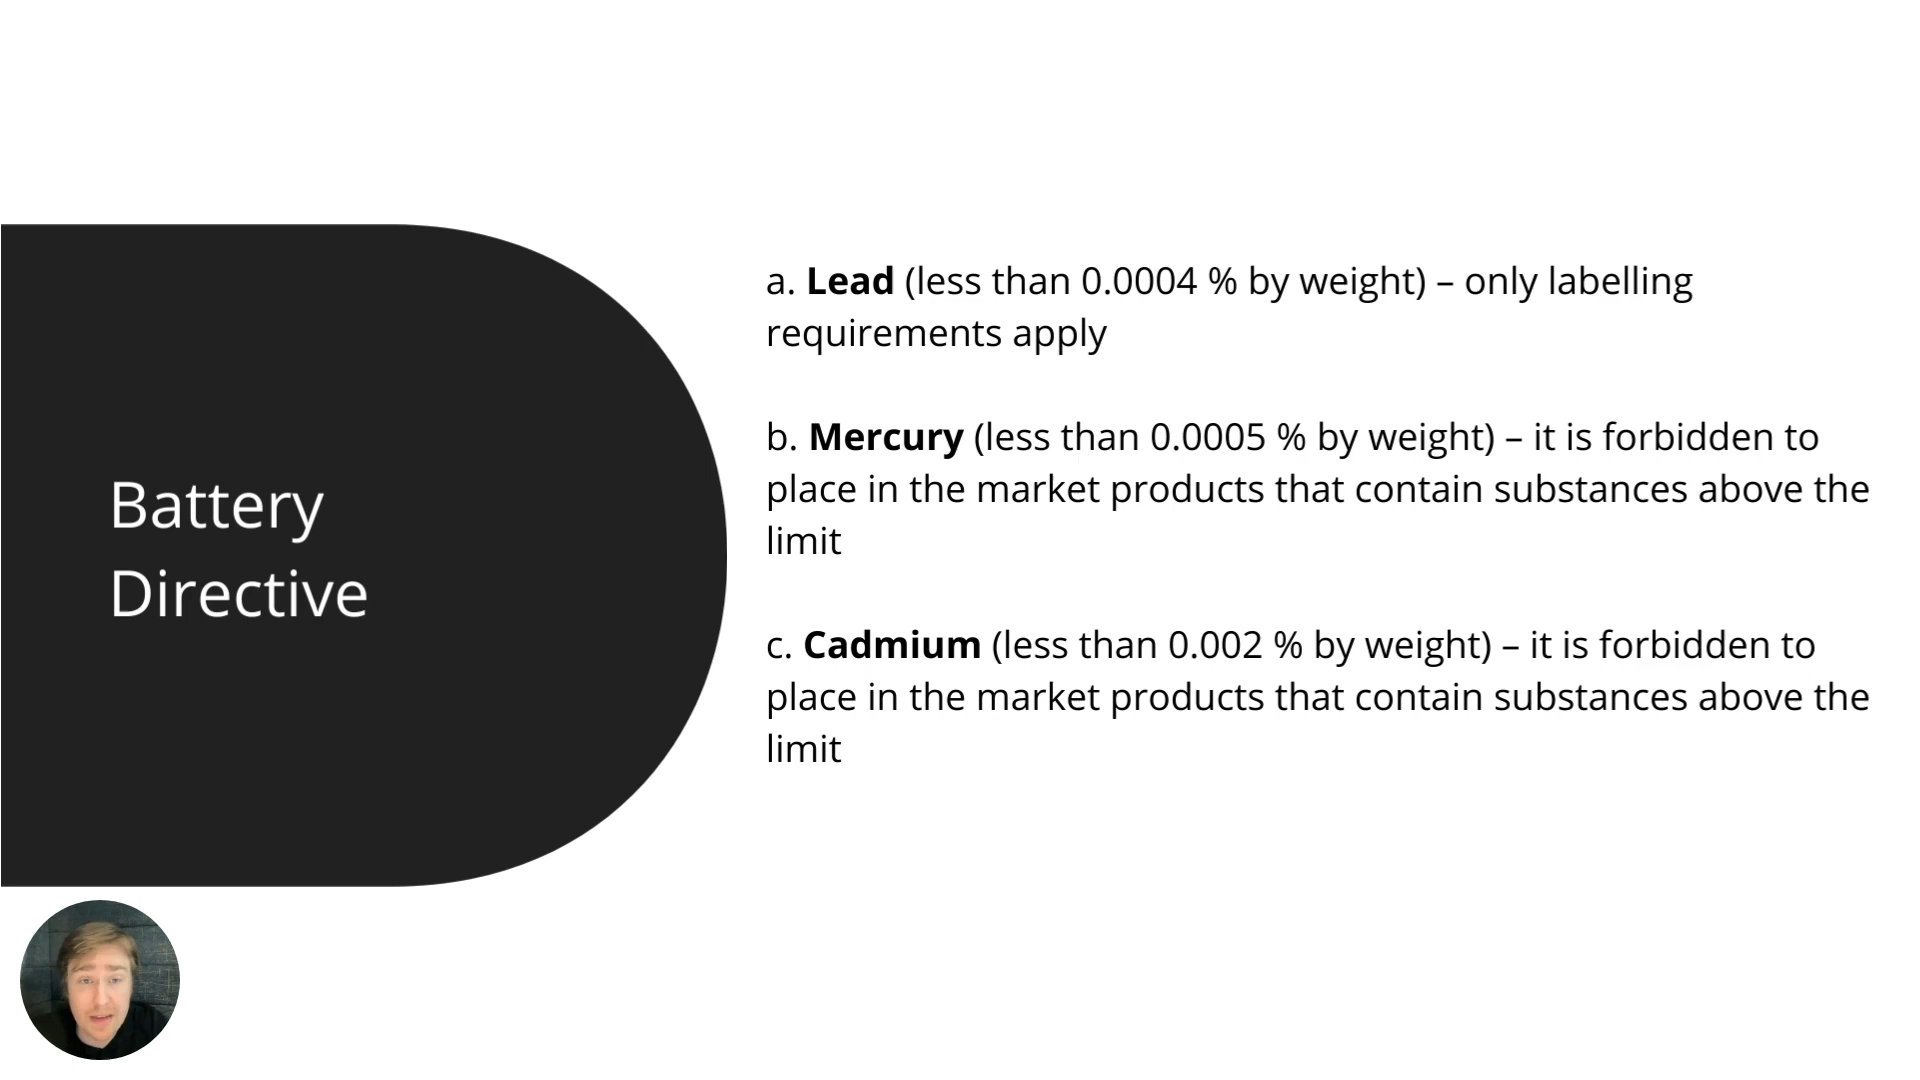 Battery
Directive
a. Lead (less than 0.0004 % by weight) – only labelling
requirements apply
b. Mercury (less than 0.0005 % by weight) – it is forbidden to
place in the market products that contain substances above the
limit
c. Cadmium (less than 0.002 % by weight) – it is forbidden to
place in the market products that contain substances above the
limit